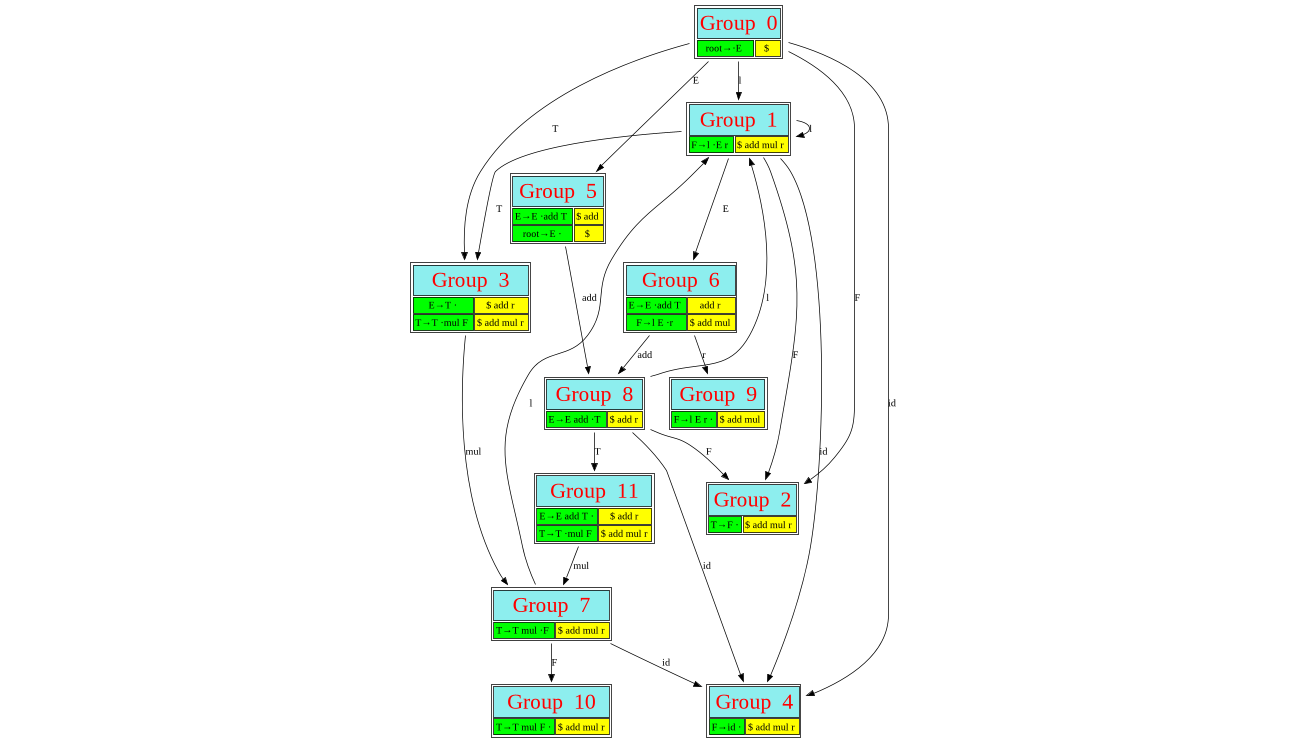 Group 0
root→·E $
E l
Group 1
T l
F→l ·E r $ add mul r
Group 5
T E
E→E ·add T $ add
root→E · $
Group 3 Group 6
E→T · $ add r add E→E ·add T add r l F
T→T ·mul F $ add mul r F→l E ·r $ add mul
add r F
Group 8 Group 9
l id
E→E add ·T $ add r F→l E r · $ add mul
mul T F id
Group 11 Group 2
E→E add T · $ add r
T→T ·mul F $ add mul r T→F · $ add mul r
mul id
Group 7
T→T mul ·F $ add mul r
F id
Group 10 Group 4
T→T mul F · $ add mul r F→id · $ add mul r